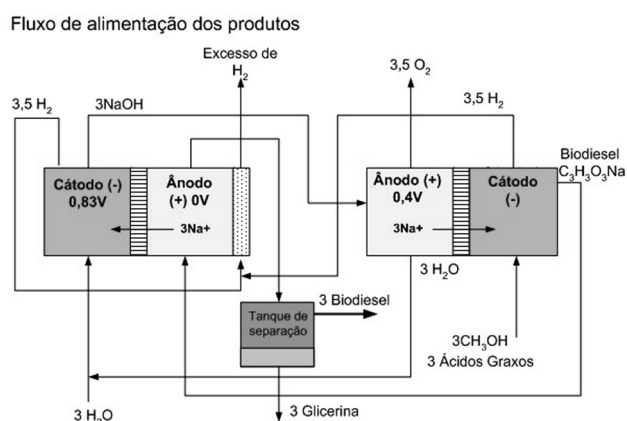 Fluxo de alimentação dos produtos
Excesso de
H2
3,5 O2
3,5 H2
3NaOH
3,5 H2
Biodiesel
C3H3O3Na
Cátodo (-)
0,83V
Ânodo
(+) 0V
3Na+
Ânodo (+)
0,4V
3Na+
Cátodo
(-)
3 H2O
3 Biodiesel
Tanque de
separação
3CH3OH
3 Ácidos Graxos
3 H2O
3 Glicerina